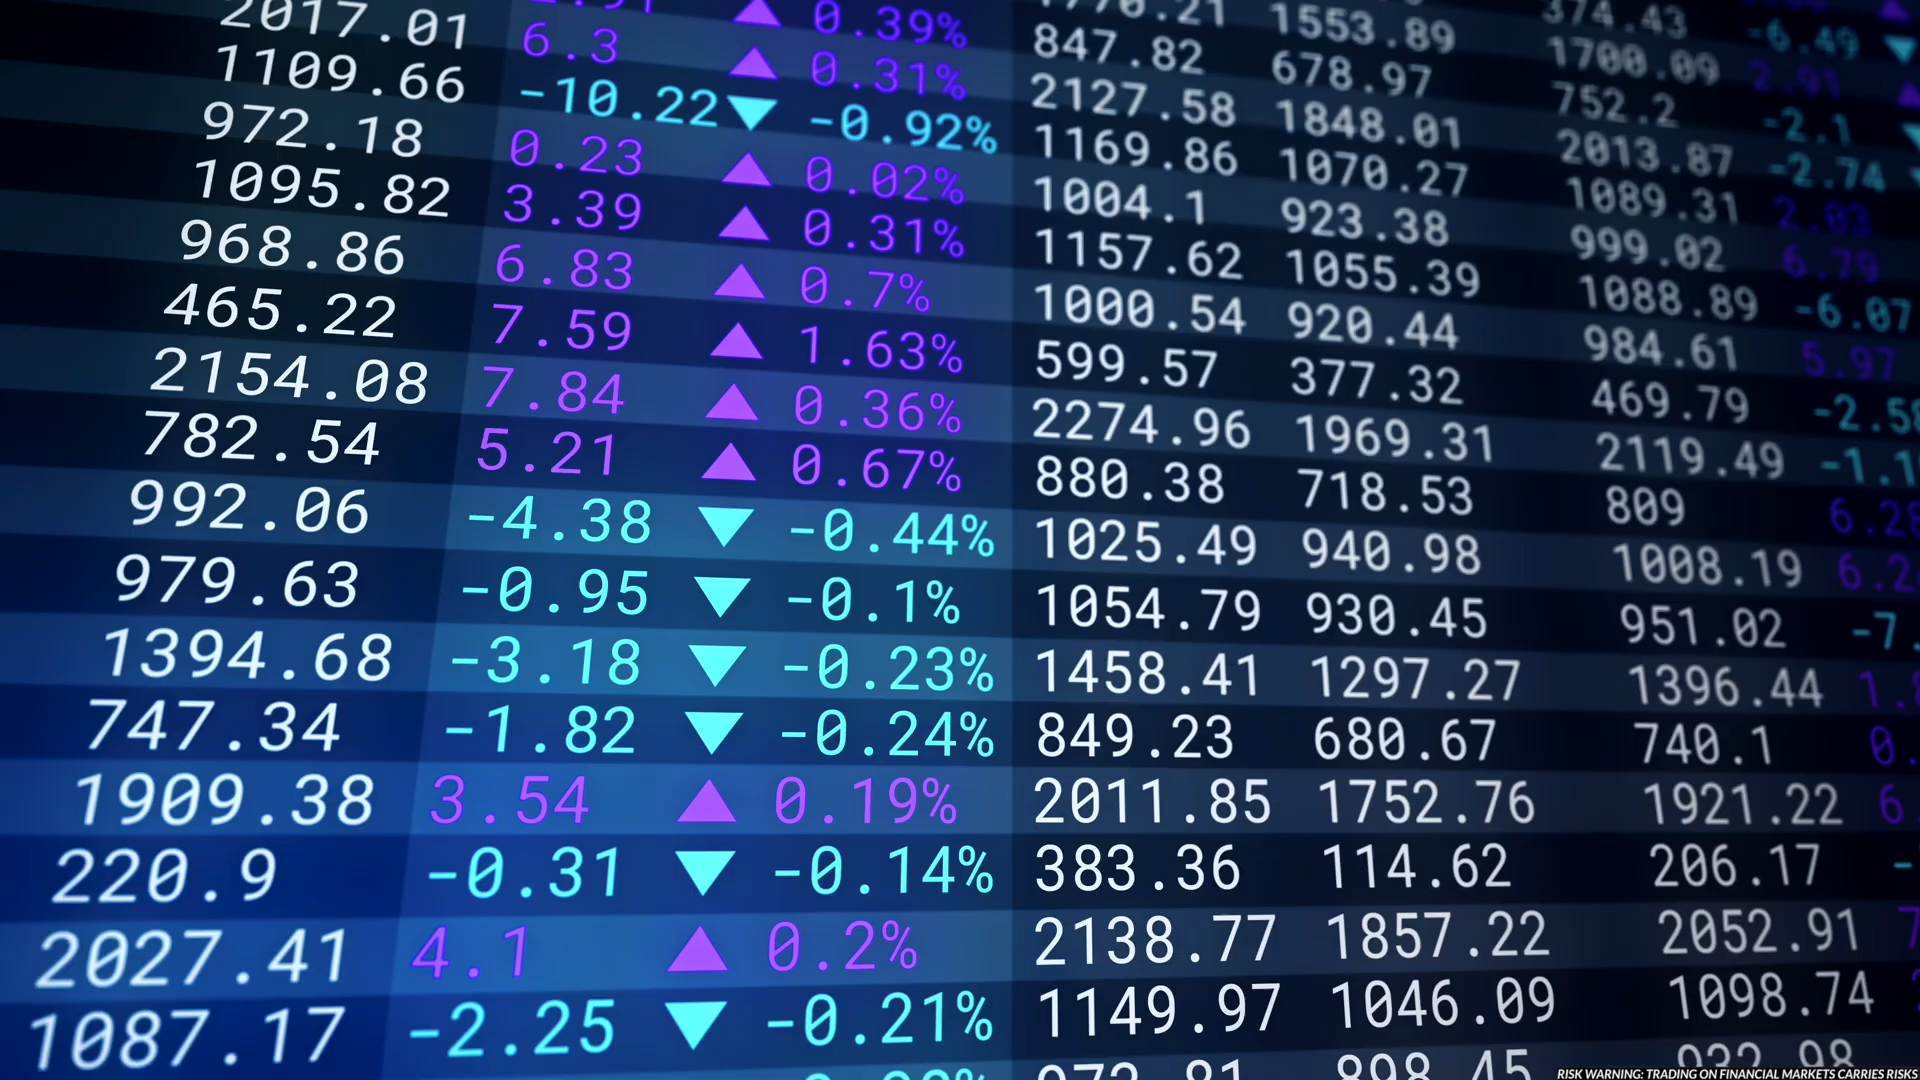 374.43 -6.49
1553.89 1700.09 2.91
0.39% 847.82 678.97 752.2 -2.1
2017.01 6.3 ▲ 0.31% 2127.58 1848.01 2013.87 -2.74
1109.66 -10.22 ▼ -0.92% 1169.86 1070.27 1089.31 2.03
972.18 0.23 ▲ 0.02% 1004.1 923.38 999.02 6.79
1095.82 3.39 ▲ 0.31% 1157.62 1055.39 1088.89 -6.07
968.86 6.83 ▲ 0.7% 1000.54 920.44 984.61 5.97
465.22 7.59 ▲ 1.63% 599.57 377.32 469.79 -2.58
2154.08 7.84 ▲ 0.36% 2274.96 1969.31 2119.49
782.54 5.21 ▲ 0.67% 880.38 718.53 809 6.28
992.06 -4.38 ▼ -0.44% 1025.49 940.98 1008.19
979.63 -0.95 ▼ -0.1% 1054.79 930.45 951.02
1394.68 -3.18 ▼ -0.23% 1458.41 1297.27 1396.44
747.34 -1.82 ▼ -0.24% 849.23 680.67 740.1
1909.38 3.54 ▲ 0.19% 2011.85 1752.76 1921.22
220.9 -0.31 ▼ -0.14% 383.36 114.62 206.17
2027.41 4.1 ▲ 0.2% 2138.77 1857.22 2052.91
1087.17 -2.25 ▼ -0.21% 1149.97 1046.09 1098.74
898.45
RISK WARNING: TRADING ON FINANCIAL MARKETS CARRIES RISKS